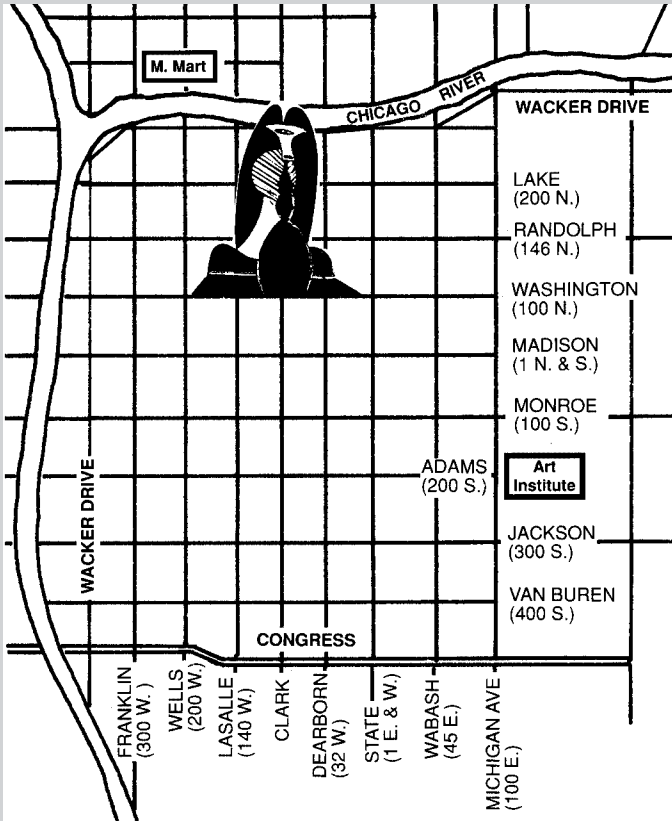 M. Mart
CHICAGO RIVER
WACKER DRIVE
LAKE
(200 N.)
RANDOLPH
(146 N.)
WASHINGTON
(100 N.)
MADISON
(1 N. & S.)
MONROE
(100 S.)
ADAMS
(200 S.)
Art
Institute
WACKER DRIVE
JACKSON
(300 S.)
VAN BUREN
(400 S.)
CONGRESS
FRANKLIN
(300 W.)
WELLS
(200 W.)
LASALLE
(140 W.)
CLARK
DEARBORN
(32 W.)
STATE
(1 E. & W.)
WABASH
(45 E.)
MICHIGAN AVE
(100 E.)